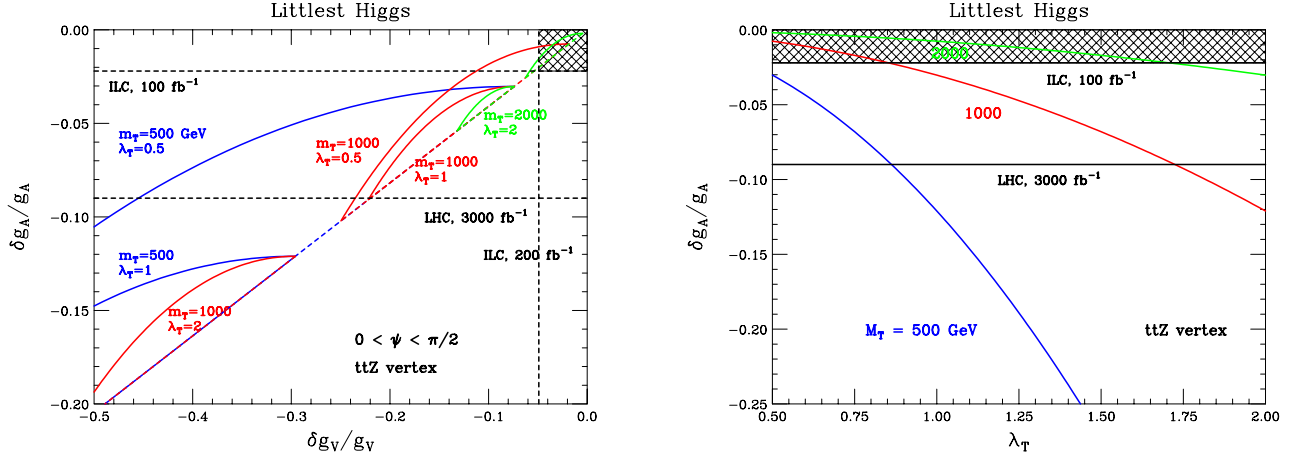 Littlest Higgs
0.00
ILC, 100 fb⁻¹
m_T=500 GeV
λ_T=0.5
−0.05
m_T=2000
λ_T=2
m_T=1000
λ_T=0.5
m_T=1000
λ_T=1
δg_A/g_A
−0.10
LHC, 3000 fb⁻¹
ILC, 200 fb⁻¹
m_T=500
λ_T=1
−0.15
m_T=1000
λ_T=2
0 < ψ < π/2
ttZ vertex
−0.20
−0.5 −0.4 −0.3 −0.2 −0.1 0.0
δg_V/g_V
Littlest Higgs
0.00
2000
ILC, 100 fb⁻¹
−0.05
1000
−0.10
LHC, 3000 fb⁻¹
δg_A/g_A
−0.15
−0.20
M_T = 500 GeV
ttZ vertex
−0.25
0.50 0.75 1.00 1.25 1.50 1.75 2.00
λ_T